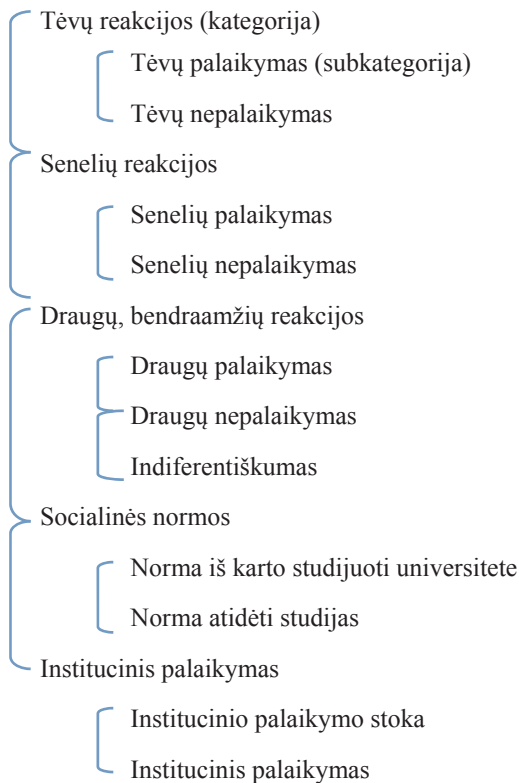 Tėvų reakcijos (kategorija)
Tėvų palaikymas (subkategorija)
Tėvų nepalaikymas
Senelių reakcijos
Senelių palaikymas
Senelių nepalaikymas
Draugų, bendraamžių reakcijos
Draugų palaikymas
Draugų nepalaikymas
Indiferentiškumas
Socialinės normos
Norma iš karto studijuoti universitete
Norma atidėti studijas
Institucinis palaikymas
Institucinio palaikymo stoka
Institucinis palaikymas